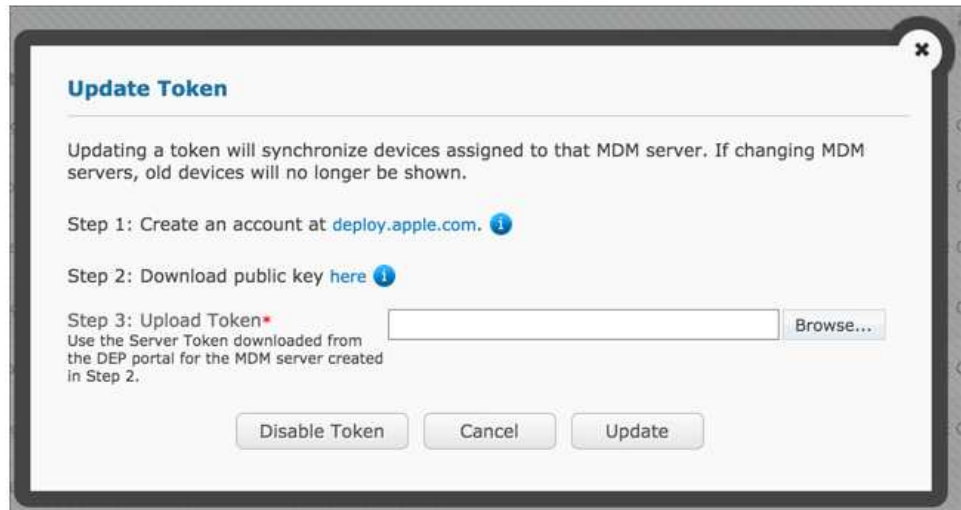 Update Token
Updating a token will synchronize devices assigned to that MDM server. If changing MDM
servers, old devices will no longer be shown.
Step 1: Create an account at deploy.apple.com.
Step 2: Download public key here
Step 3: Upload Token*
Browse...
Use the Server Token downloaded from
the DEP portal for the MDM server created
in Step 2.
Disable Token Cancel Update